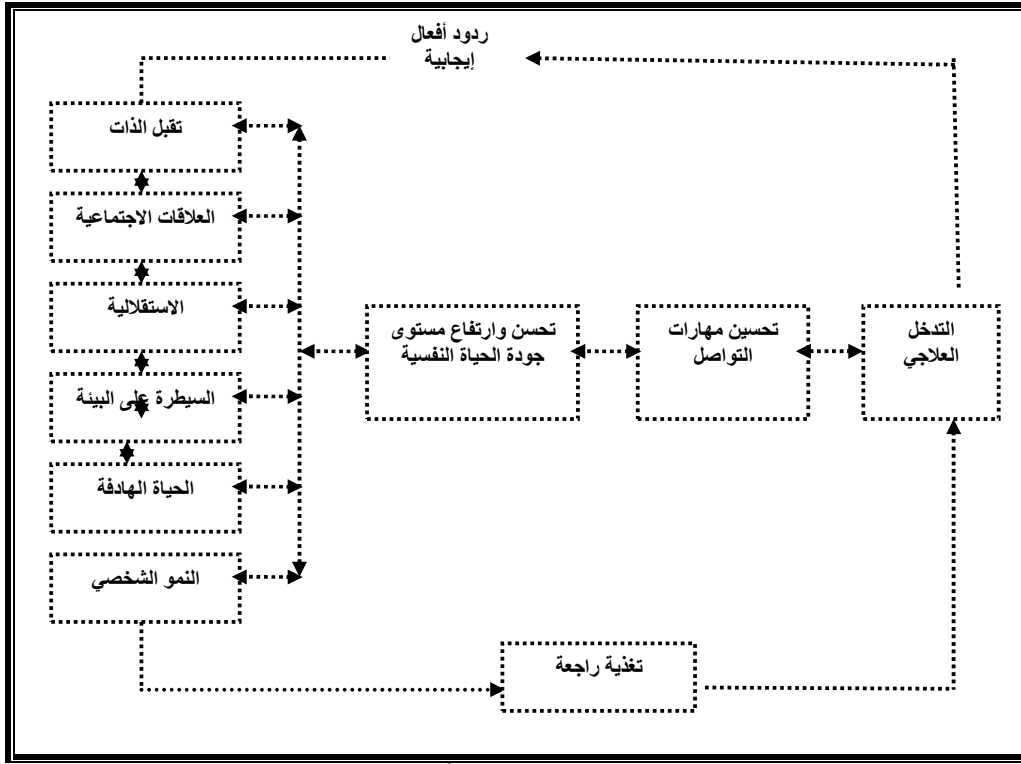 ردود أفعال
إيجابية
تقبل الذات
العلاقات الاجتماعية
الاستقلالية
السيطرة على البيئة
الحياة الهادفة
النمو الشخصي
تحسن وارتفاع مستوى
جودة الحياة النفسية
تحسين مهارات
التواصل
التدخل
العلاجي
تغذية راجعة